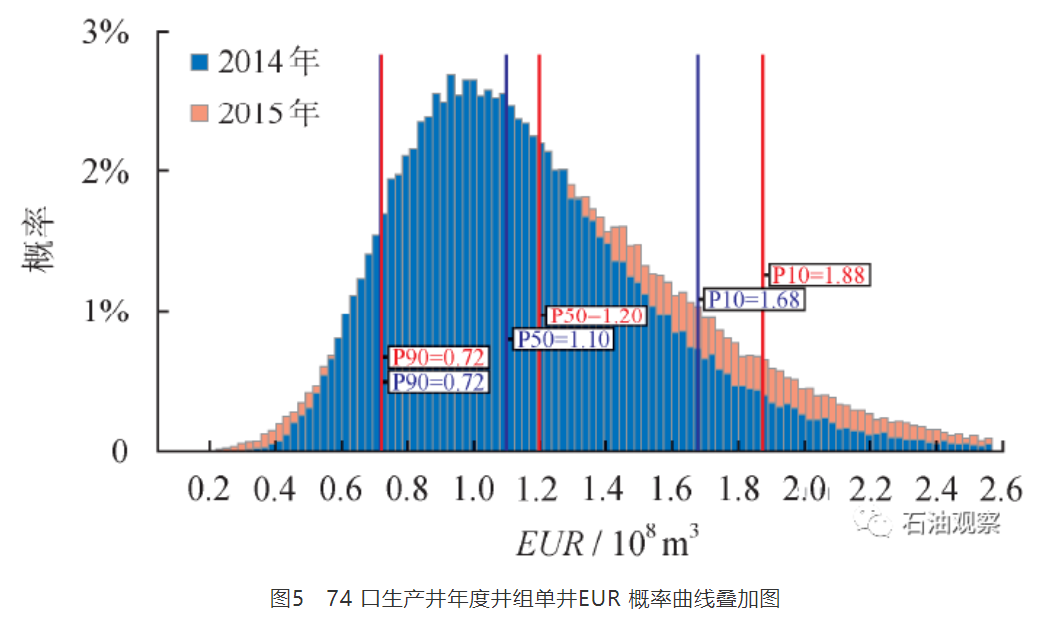 3%
2014年
2015年
2%
概率
P10=1.88
P10=1.68
1%
P50=1.20
P50=1.10
P90=0.72
P90=0.72
0
0.2 0.4 0.6 0.8 1.0 1.2 1.4 1.6 1.8 2.0 2.2 2.4 2.6
石油观察
EUR / 10⁸ m³
图5 74 口生产井年度井组单井EUR 概率曲线叠加图